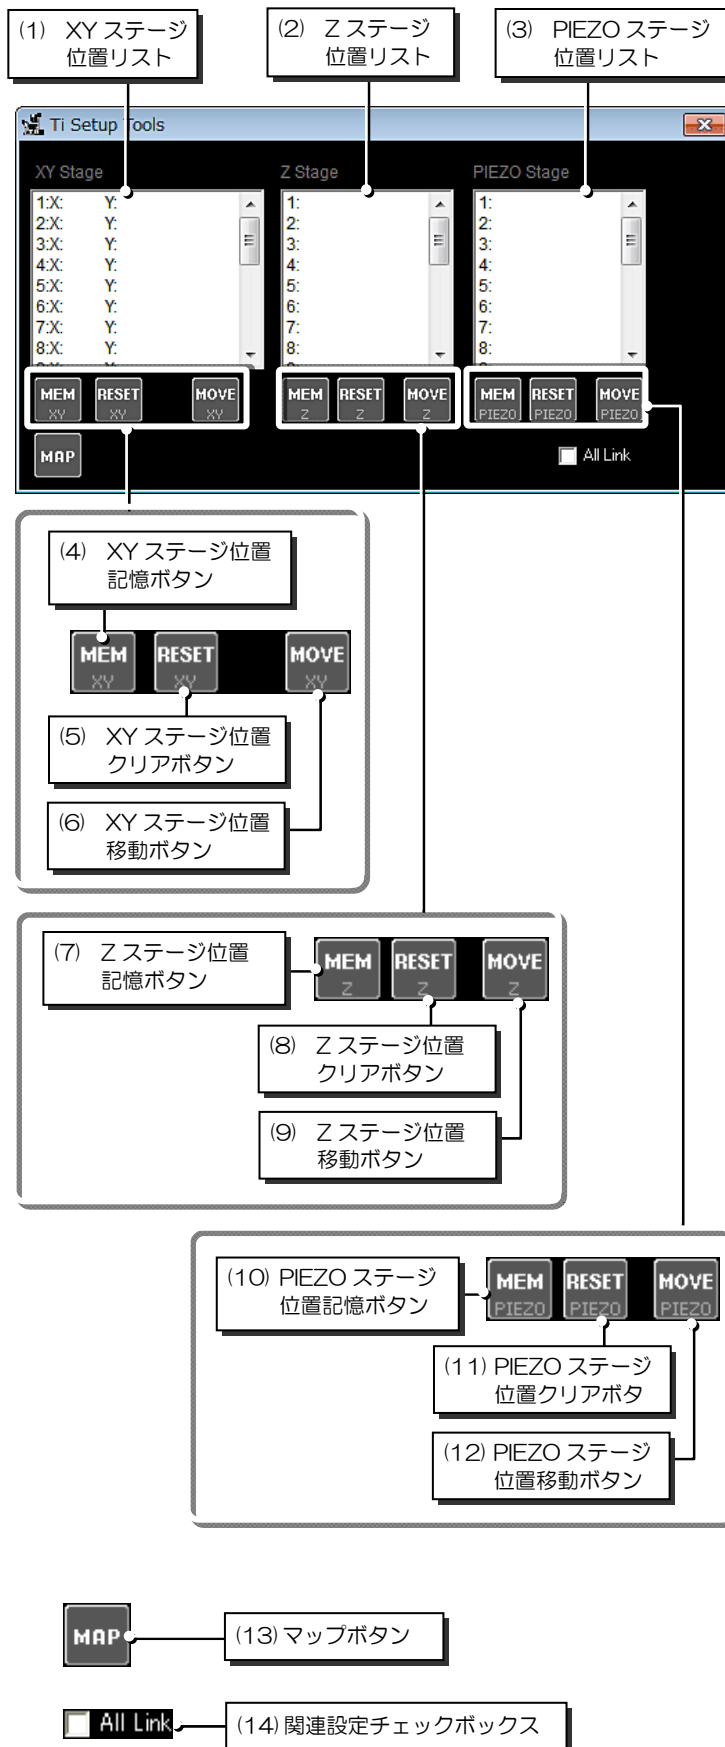 (1) XY ステージ
位置リスト
(2) Z ステージ
位置リスト
(3) PIEZO ステージ
位置リスト
Ti Setup Tools
XY Stage
Z Stage
PIEZO Stage
1:X: Y:
2:X: Y:
3:X: Y:
4:X: Y:
5:X: Y:
6:X: Y:
7:X: Y:
8:X: Y:
1:
2:
3:
4:
5:
6:
7:
8:
1:
2:
3:
4:
5:
6:
7:
8:
MEM XY
RESET XY
MOVE XY
MEM Z
RESET Z
MOVE Z
MEM PIEZO
RESET PIEZO
MOVE PIEZO
MAP
All Link
(4) XY ステージ位置
記憶ボタン
MEM XY
RESET XY
MOVE XY
(5) XY ステージ位置
クリアボタン
(6) XY ステージ位置
移動ボタン
(7) Z ステージ位置
記憶ボタン
MEM Z
RESET Z
MOVE Z
(8) Z ステージ位置
クリアボタン
(9) Z ステージ位置
移動ボタン
(10) PIEZO ステージ
位置記憶ボタン
MEM PIEZO
RESET PIEZO
MOVE PIEZO
(11) PIEZO ステージ
位置クリアボタ
(12) PIEZO ステージ
位置移動ボタン
MAP
(13) マップボタン
All Link
(14) 関連設定チェックボックス